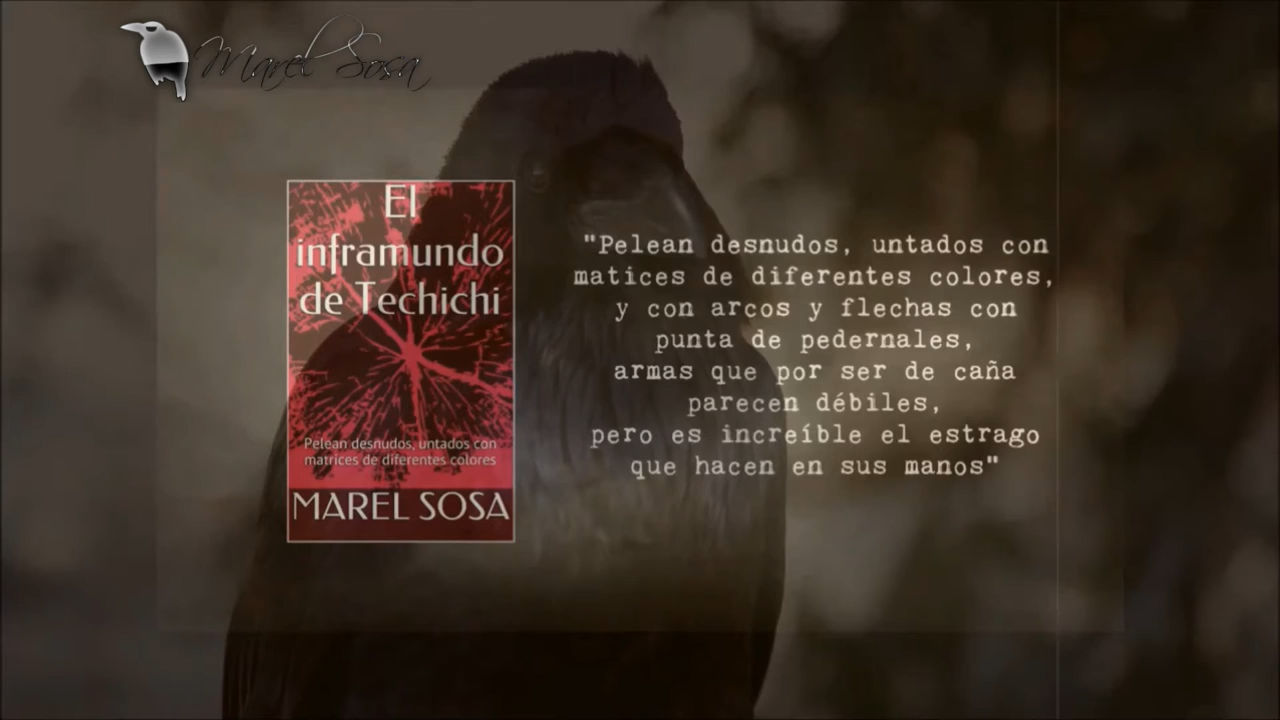 Marel Sosa
El
inframundo
de Techichi
Pelean desnudos, untados con
matrices de diferentes colores
MAREL SOSA
"Pelean desnudos, untados con
matices de diferentes colores,
y con arcos y flechas con
punta de pedernales,
armas que por ser de caña
parecen débiles,
pero es increíble el estrago
que hacen en sus manos"